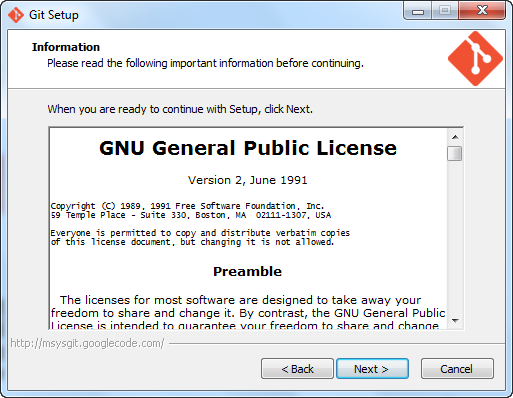 Git Setup
Information
Please read the following important information before continuing.
When you are ready to continue with Setup, click Next.
GNU General Public License
Version 2, June 1991
Copyright (C) 1989, 1991 Free Software Foundation, Inc.
59 Temple Place - Suite 330, Boston, MA  02111-1307, USA
Everyone is permitted to copy and distribute verbatim copies
of this license document, but changing it is not allowed.
Preamble
The licenses for most software are designed to take away your
freedom to share and change it. By contrast, the GNU General Public
License is intended to guarantee your freedom to share and change
http://msysgit.googlecode.com/
< Back
Next >
Cancel